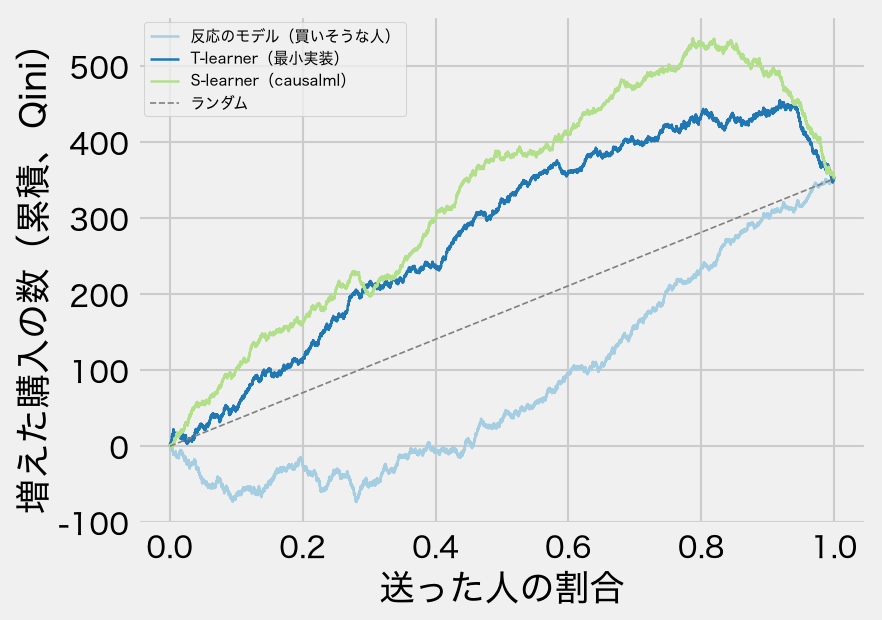 反応のモデル（買いそうな人）
T-learner（最小実装）
S-learner（causalml）
ランダム
増えた購入の数（累積、Qini）
500
400
300
200
100
0
-100
0.0 0.2 0.4 0.6 0.8 1.0
送った人の割合